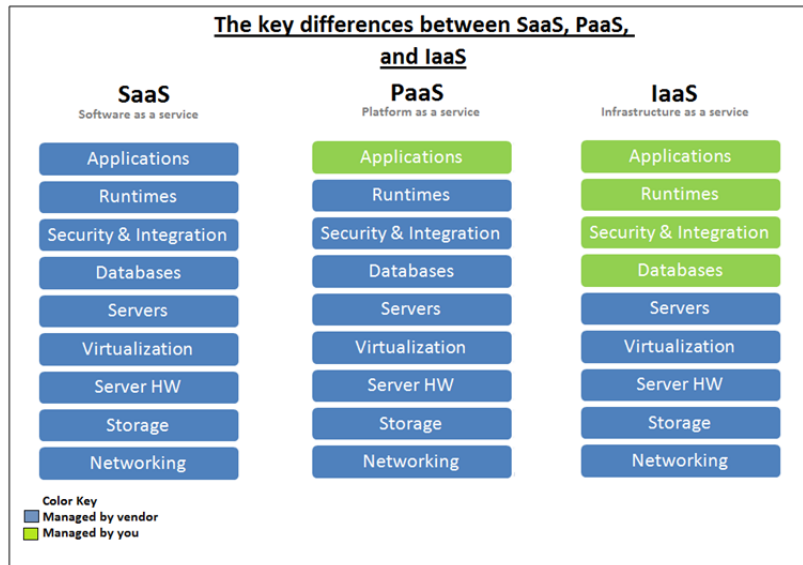 The key differences between SaaS, PaaS,
and IaaS
SaaS
Software as a service
Applications
Runtimes
Security & Integration
Databases
Servers
Virtualization
Server HW
Storage
Networking
PaaS
Platform as a service
Applications
Runtimes
Security & Integration
Databases
Servers
Virtualization
Server HW
Storage
Networking
IaaS
Infrastructure as a service
Applications
Runtimes
Security & Integration
Databases
Servers
Virtualization
Server HW
Storage
Networking
Color Key
Managed by vendor
Managed by you